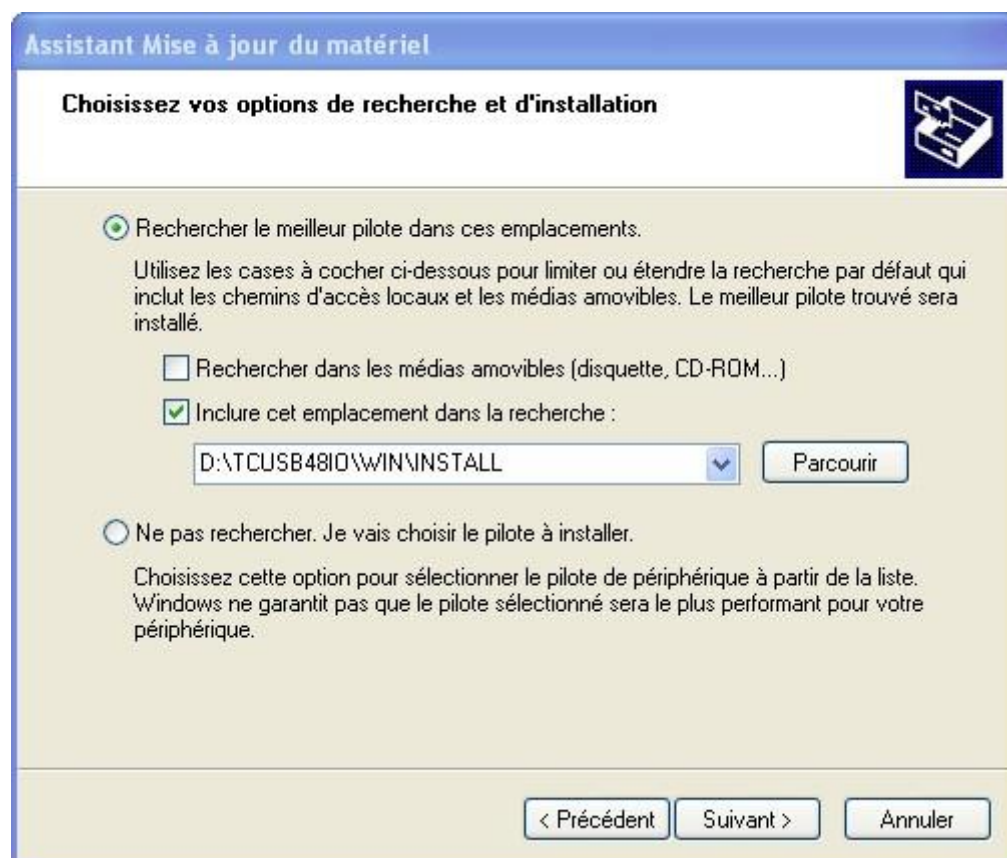 Assistant Mise à jour du matériel
Choisissez vos options de recherche et d'installation
Rechercher le meilleur pilote dans ces emplacements.
Utilisez les cases à cocher ci-dessous pour limiter ou étendre la recherche par défaut qui
inclut les chemins d'accès locaux et les médias amovibles. Le meilleur pilote trouvé sera
installé.
Rechercher dans les médias amovibles (disquette, CD-ROM...)
Inclure cet emplacement dans la recherche :
D:\TCUSB48IO\WIN\INSTALL
Parcourir
Ne pas rechercher. Je vais choisir le pilote à installer.
Choisissez cette option pour sélectionner le pilote de périphérique à partir de la liste.
Windows ne garantit pas que le pilote sélectionné sera le plus performant pour votre
périphérique.
< Précédent Suivant > Annuler